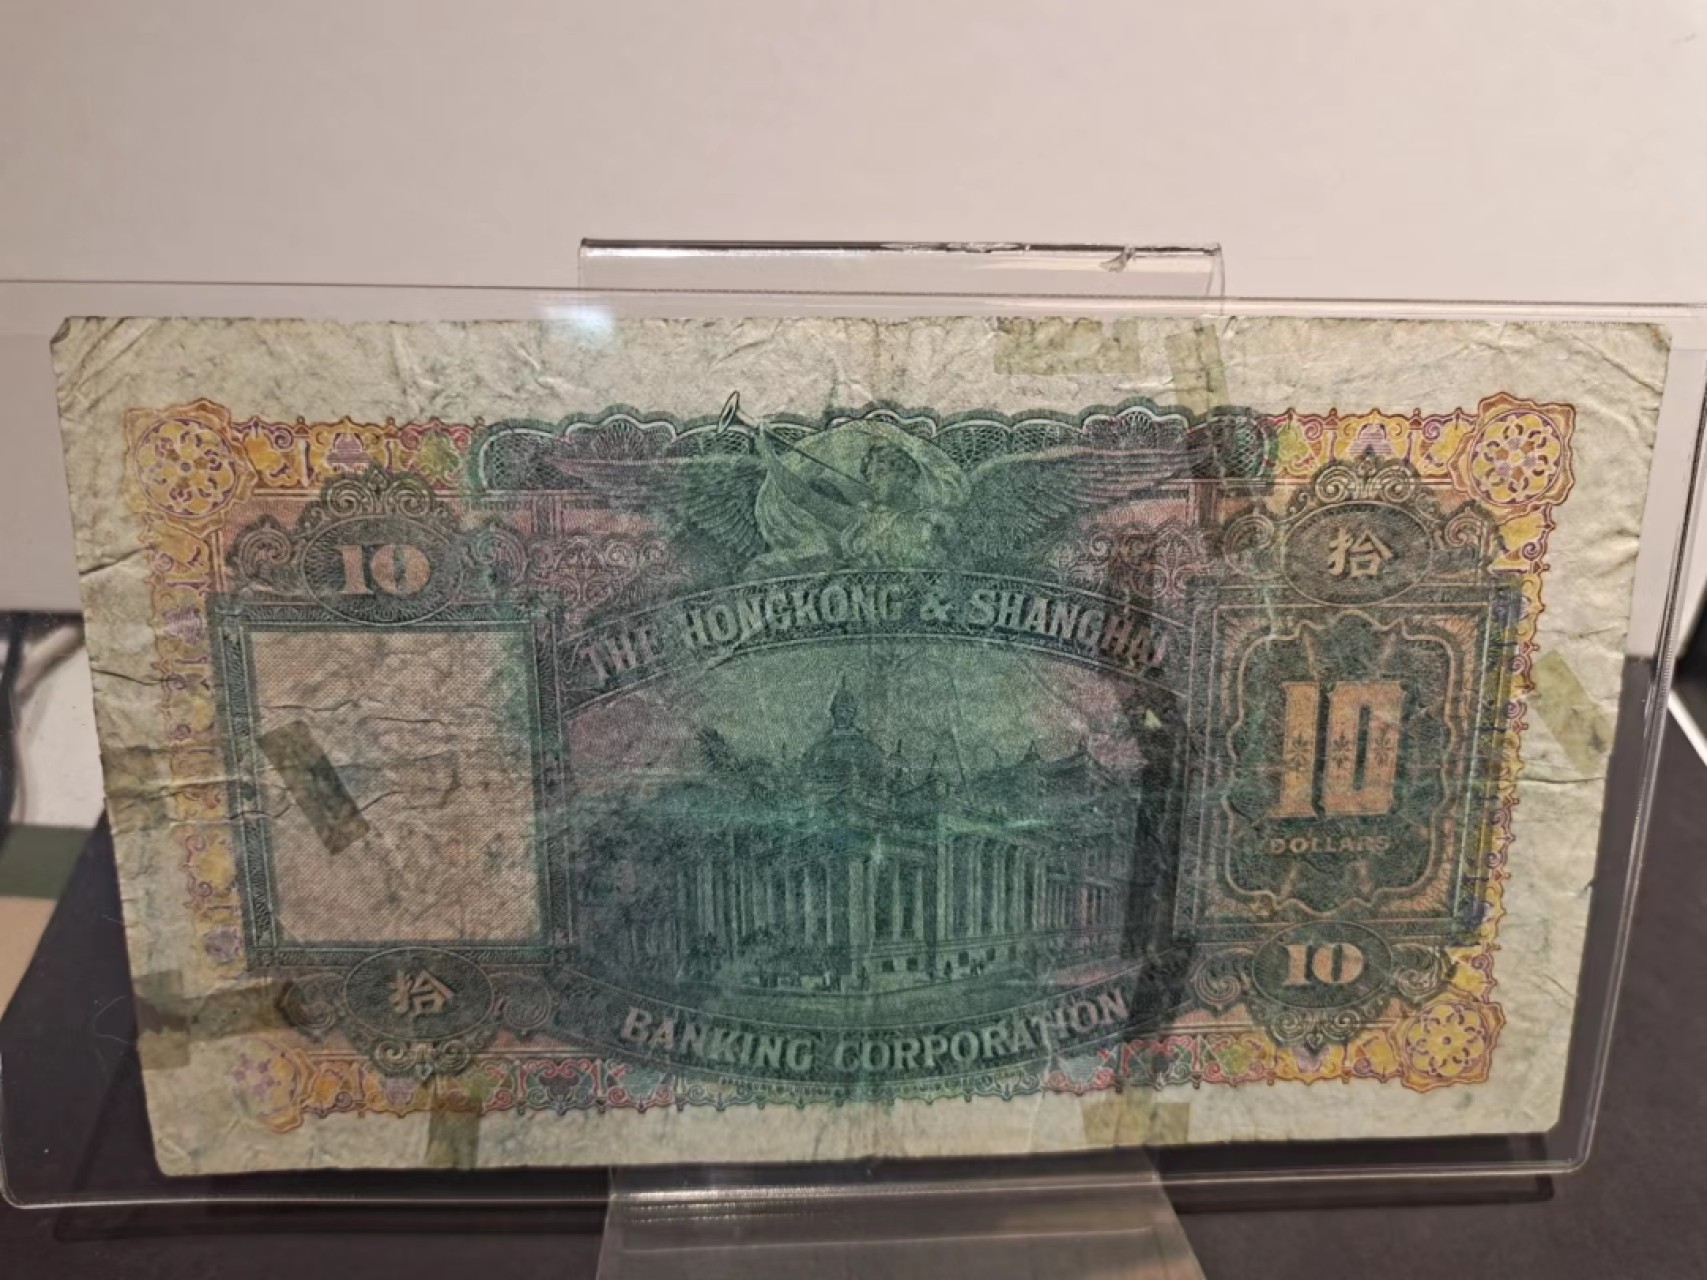 10
拾
THE HONGKONG & SHANGHAI
10
DOLLARS
拾
10
BANKING CORPORATION